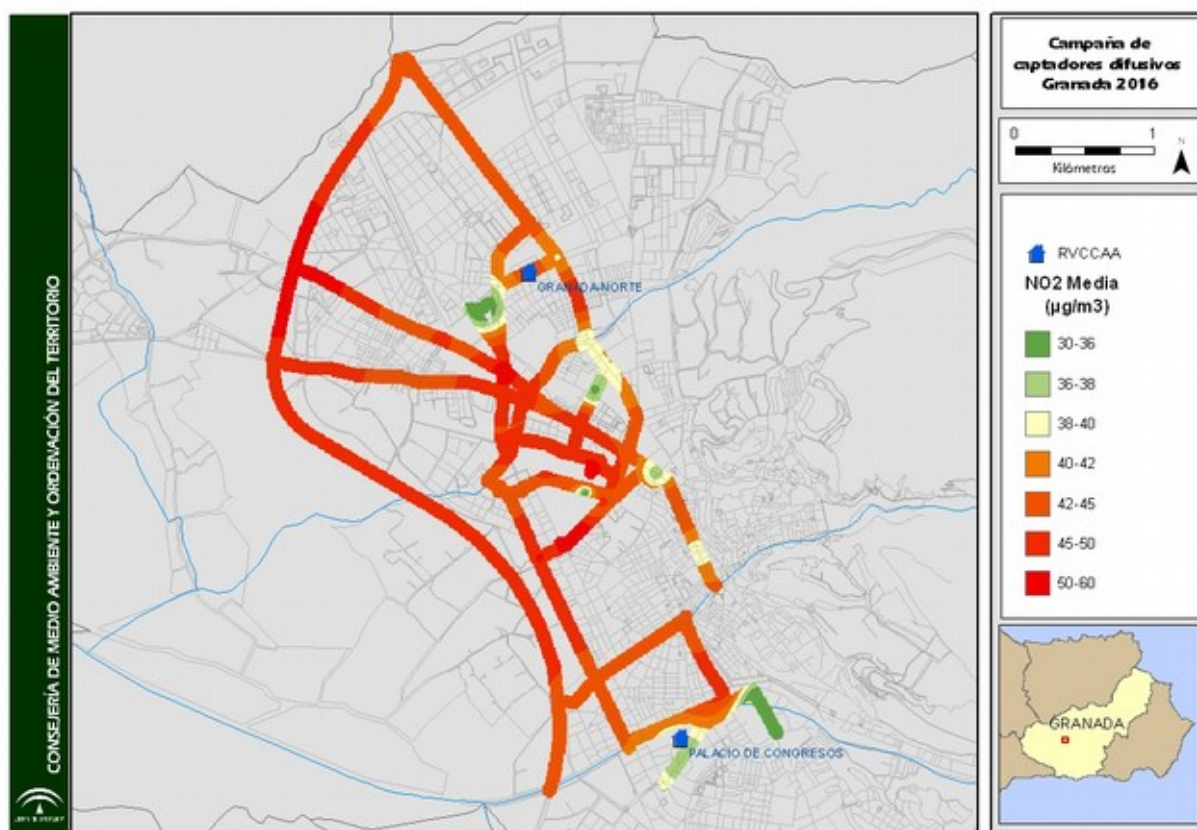 CONSEJERÍA DE MEDIO AMBIENTE Y ORDENACIÓN DEL TERRITORIO
GRANADA-NORTE
PALACIO DE CONGRESOS
Campaña de
captadores difusivos
Granada 2016
0 1
Kilómetros
N
RVCCAA
NO2 Media
(µg/m3)
30-36
36-38
38-40
40-42
42-45
45-50
50-60
GRANADA